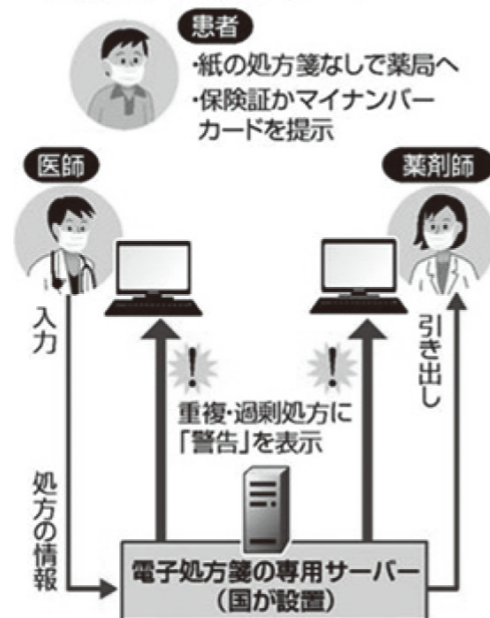 患者
・紙の処方箋なしで薬局へ
・保険証かマイナンバー
カードを提示
医師
薬剤師
入力
引き出し
!
!
重複・過剰処方に
「警告」を表示
処方の情報
電子処方箋の専用サーバー
（国が設置）